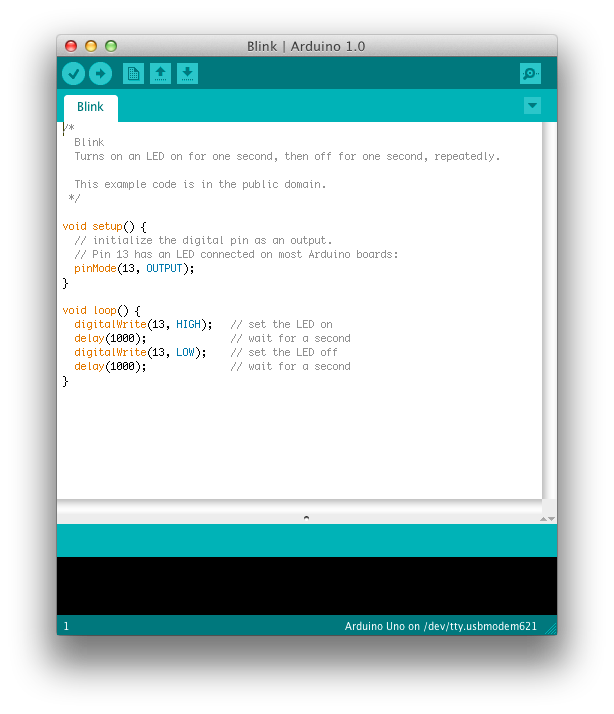 Blink | Arduino 1.0
Blink
/*
  Blink
  Turns on an LED on for one second, then off for one second, repeatedly.

  This example code is in the public domain.
 */

void setup() {
  // initialize the digital pin as an output.
  // Pin 13 has an LED connected on most Arduino boards:
  pinMode(13, OUTPUT);
}

void loop() {
  digitalWrite(13, HIGH);   // set the LED on
  delay(1000);              // wait for a second
  digitalWrite(13, LOW);    // set the LED off
  delay(1000);              // wait for a second
}
1 Arduino Uno on /dev/tty.usbmodem621